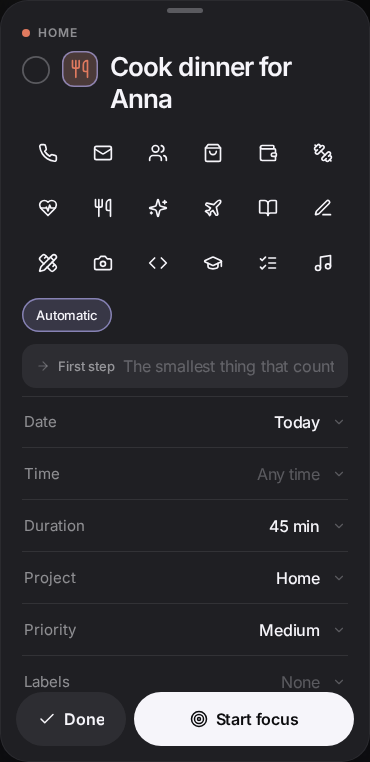 HOME
Cook dinner for
Anna
Automatic
First step The smallest thing that count
Date Today
Time Any time
Duration 45 min
Project Home
Priority Medium
Labels None
Done Start focus